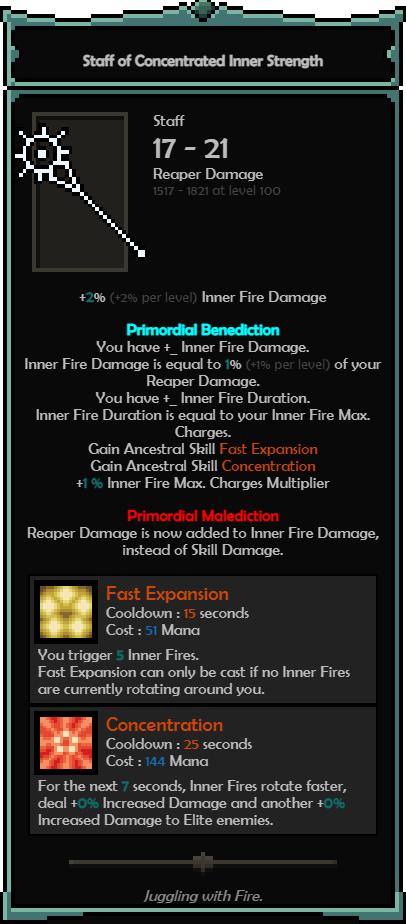 Staff of Concentrated Inner Strength
Staff
17 - 21
Reaper Damage
1517 - 1821 at level 100
+2% (+2% per level) Inner Fire Damage
Primordial Benediction
You have +_ Inner Fire Damage.
Inner Fire Damage is equal to 1% (+1% per level) of your
Reaper Damage.
You have +_ Inner Fire Duration.
Inner Fire Duration is equal to your Inner Fire Max.
Charges.
Gain Ancestral Skill Fast Expansion
Gain Ancestral Skill Concentration
+1 % Inner Fire Max. Charges Multiplier
Primordial Malediction
Reaper Damage is now added to Inner Fire Damage,
instead of Skill Damage.
Fast Expansion
Cooldown : 15 seconds
Cost : 51 Mana
You trigger 5 Inner Fires.
Fast Expansion can only be cast if no Inner Fires
are currently rotating around you.
Concentration
Cooldown : 25 seconds
Cost : 144 Mana
For the next 7 seconds, Inner Fires rotate faster,
deal +0% Increased Damage and another +0%
Increased Damage to Elite enemies.
Juggling with Fire.